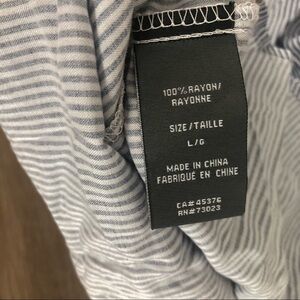 100% RAYON/
RAYONNE
SIZE/TAILLE
L/G
MADE IN CHINA
FABRIQUÉ EN CHINE
CA#45376
RN#73023